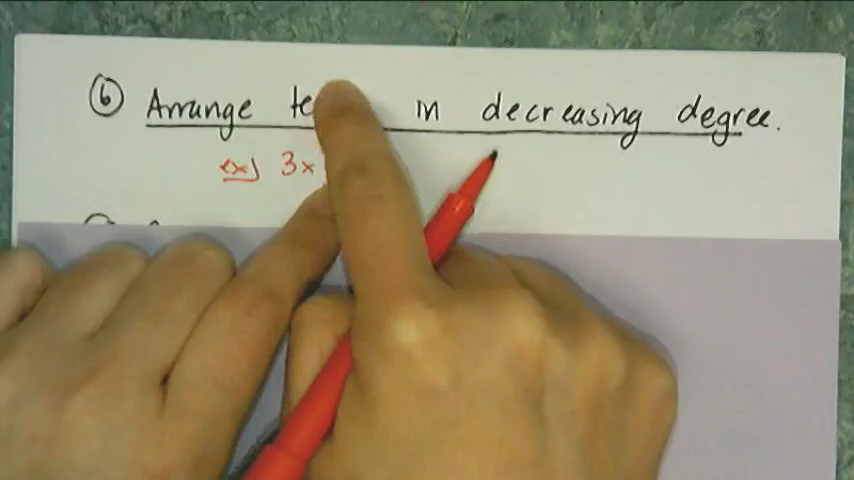 ⑥ Arrange te in decreasing degree.
(ex) 3x